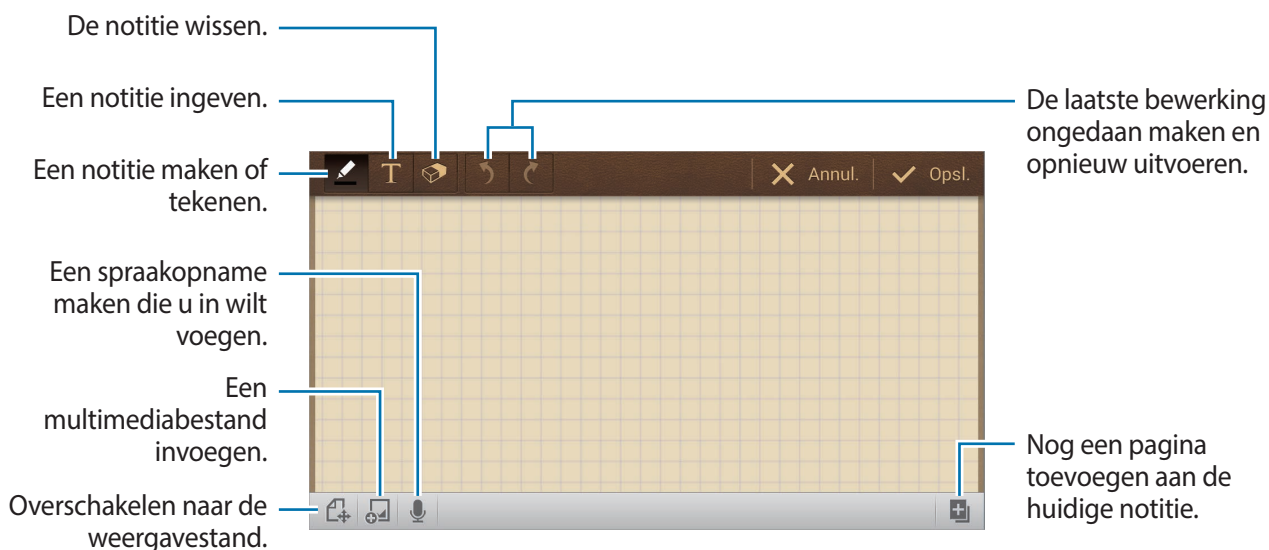 De notitie wissen.
Een notitie ingeven.
Een notitie maken of
tekenen.
Een spraakopname
maken die u in wilt
voegen.
Een
multimediabestand
invoegen.
Overschakelen naar de
weergavestand.
T
Annul.
Opsl.
De laatste bewerking
ongedaan maken en
opnieuw uitvoeren.
Nog een pagina
toevoegen aan de
huidige notitie.